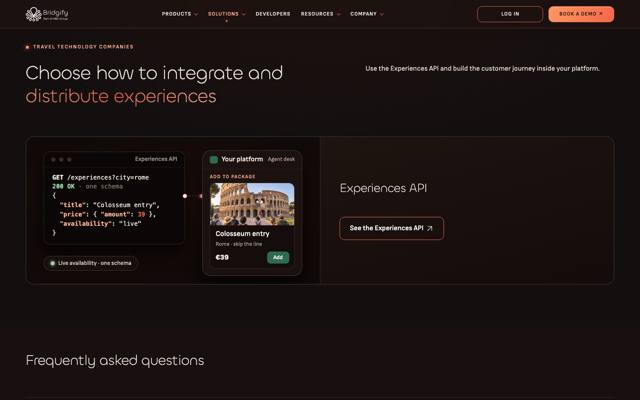 Bridgify
PRODUCTS
SOLUTIONS
DEVELOPERS
RESOURCES
COMPANY
LOG IN
BOOK A DEMO ↗
TRAVEL TECHNOLOGY COMPANIES
Choose how to integrate and
distribute experiences
Use the Experiences API and build the customer journey inside your platform.
Experiences API
GET /experiences?city=rome
200 OK · one schema
{
"title": "Colosseum entry",
"price": { "amount": 39 },
"availability": "live"
}
Live availability · one schema
Your platform
Agent desk
ADD TO PACKAGE
Colosseum entry
Rome · skip the line
€39
Add
Experiences API
See the Experiences API ↗
Frequently asked questions